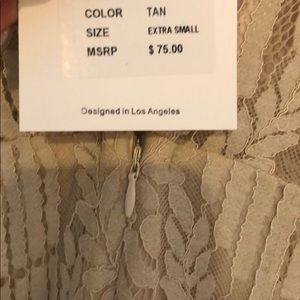 COLOR TAN
SIZE EXTRA SMALL
MSRP $ 75.00
Designed in Los Angeles